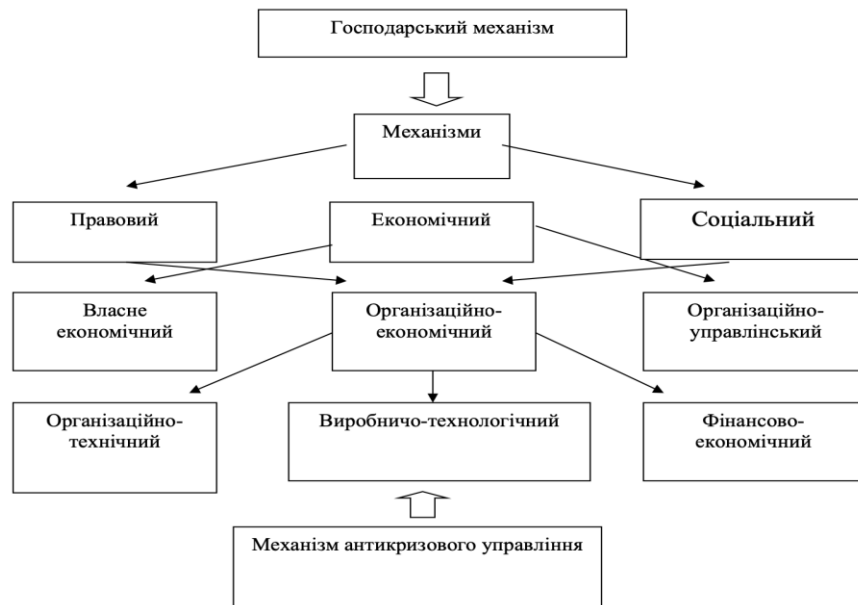 Господарський механізм
Механізми
Правовий
Економічний
Соціальний
Власне
економічний
Організаційно-
економічний
Організаційно-
управлінський
Організаційно-
технічний
Виробничо-технологічний
Фінансово-
економічний
Механізм антикризового управління